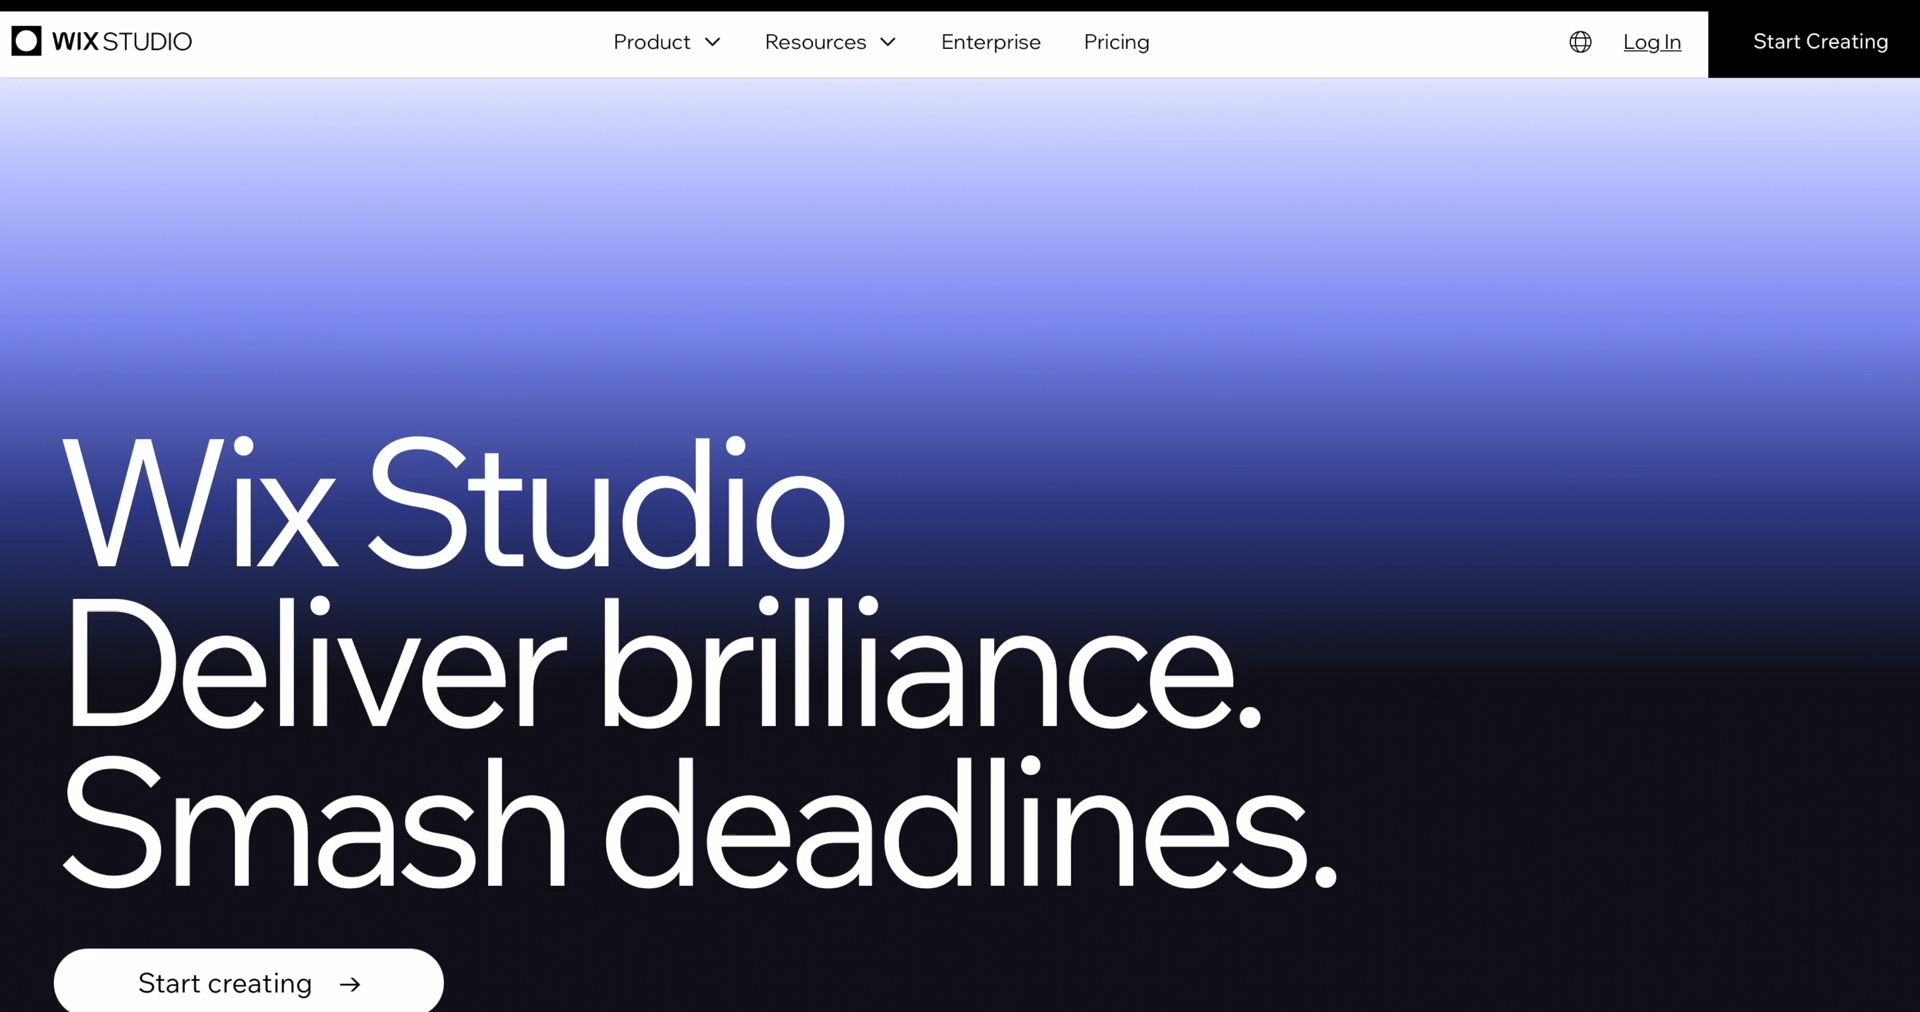 WIX STUDIO
Product
Resources
Enterprise
Pricing
Log In
Start Creating
Wix Studio
Deliver brilliance.
Smash deadlines.
Start creating →